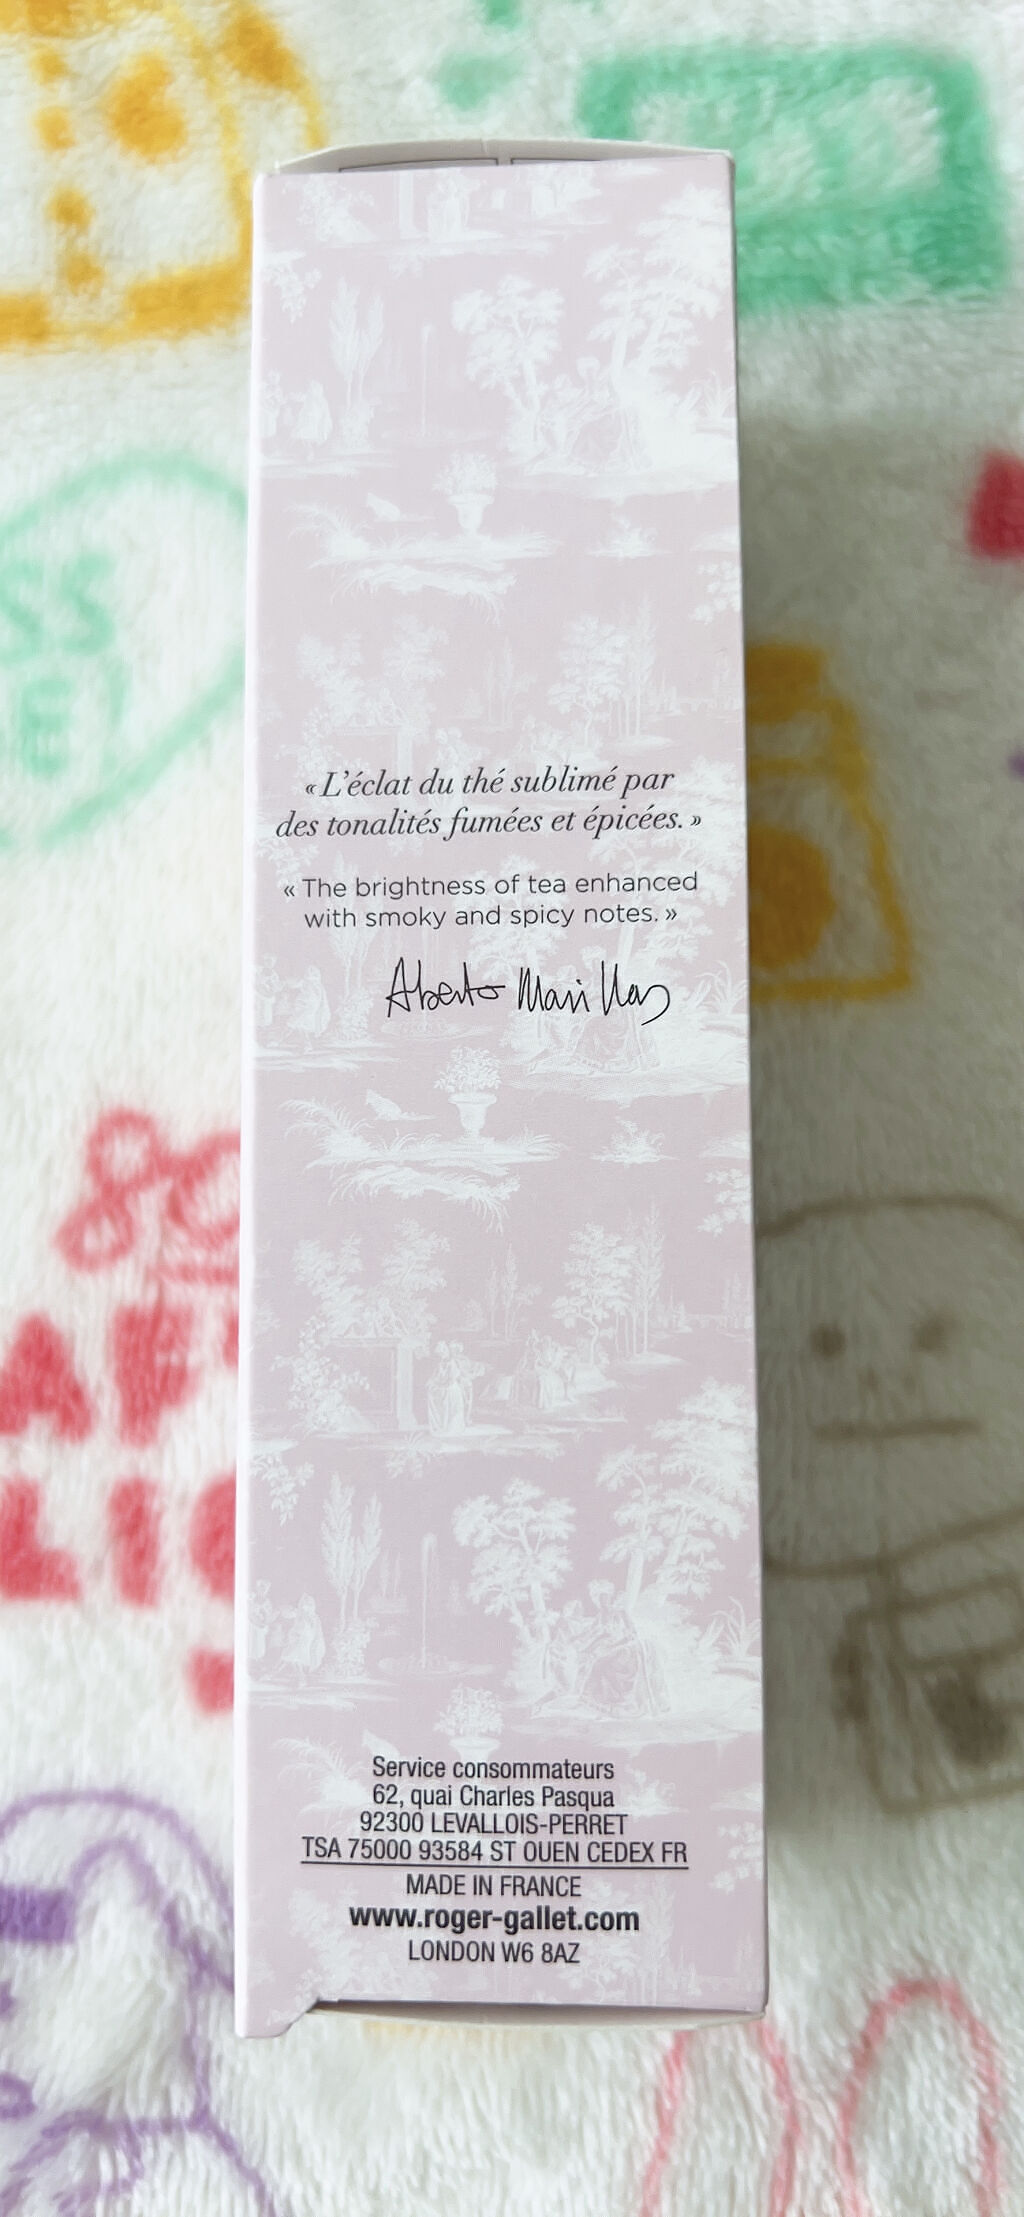 « L’éclat du thé sublimé par
des tonalités fumées et épicées. »
« The brightness of tea enhanced
with smoky and spicy notes. »
Alberto Morillas
Service consommateurs
62, quai Charles Pasqua
92300 LEVALLOIS-PERRET
TSA 75000 93584 ST OUEN CEDEX FR
MADE IN FRANCE
www.roger-gallet.com
LONDON W6 8AZ